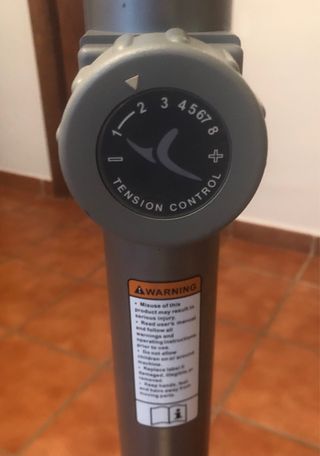 1 2 3 4 5 6 7 8
- +
TENSION CONTROL
WARNING
• Misuse of this
product may result in
serious injury.
• Read user's manual
and follow all
warnings and
operating instructions
prior to use.
• Do not allow
children on or around
machine.
• Replace label if
damaged, illegible or
removed.
• Keep hands, feet,
and hairs away from
moving parts.